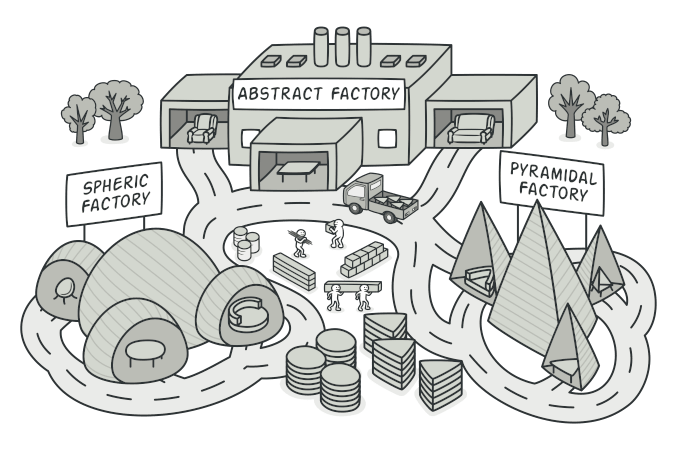 ABSTRACT FACTORY
SPHERIC
FACTORY
PYRAMIDAL
FACTORY